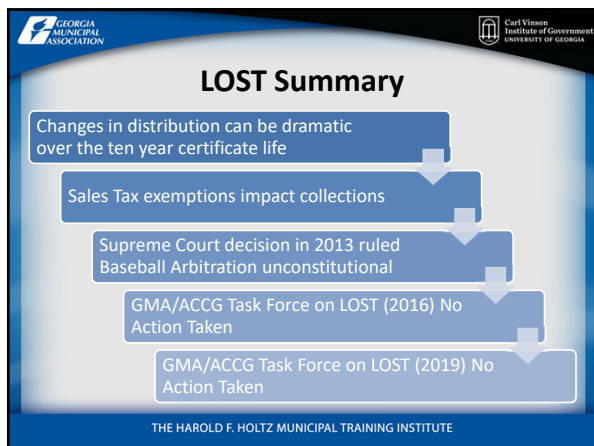 GEORGIA
MUNICIPAL
ASSOCIATION
Carl Vinson
Institute of Government
UNIVERSITY OF GEORGIA
LOST Summary
Changes in distribution can be dramatic
over the ten year certificate life
Sales Tax exemptions impact collections
Supreme Court decision in 2013 ruled
Baseball Arbitration unconstitutional
GMA/ACCG Task Force on LOST (2016) No
Action Taken
GMA/ACCG Task Force on LOST (2019) No
Action Taken
THE HAROLD F. HOLTZ MUNICIPAL TRAINING INSTITUTE